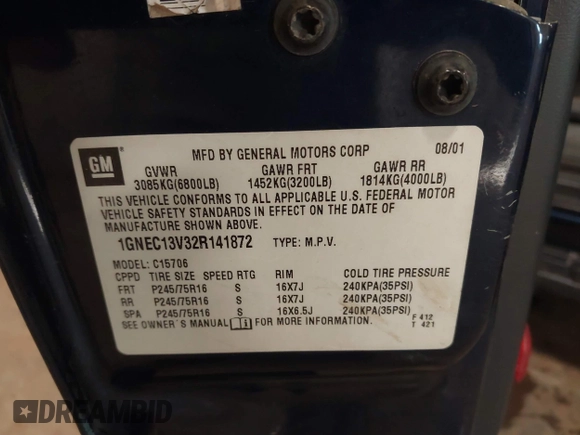 MFD BY GENERAL MOTORS CORP 08/01
GM
GVWR GAWR FRT GAWR RR
3085KG(6800LB) 1452KG(3200LB) 1814KG(4000LB)
THIS VEHICLE CONFORMS TO ALL APPLICABLE U.S. FEDERAL MOTOR
VEHICLE SAFETY STANDARDS IN EFFECT ON THE DATE OF
MANUFACTURE SHOWN ABOVE.
1GNEC13V32R141872 TYPE: M.P.V.
MODEL: C15706
CPPD TIRE SIZE SPEED RTG RIM COLD TIRE PRESSURE
FRT P245/75R16 S 16X7J 240KPA(35PSI)
RR P245/75R16 S 16X7J 240KPA(35PSI)
SPA P245/75R16 S 16X6.5J 240KPA(35PSI)
SEE OWNER'S MANUAL i FOR MORE INFORMATION.
F 412
T 421
DREAMBID